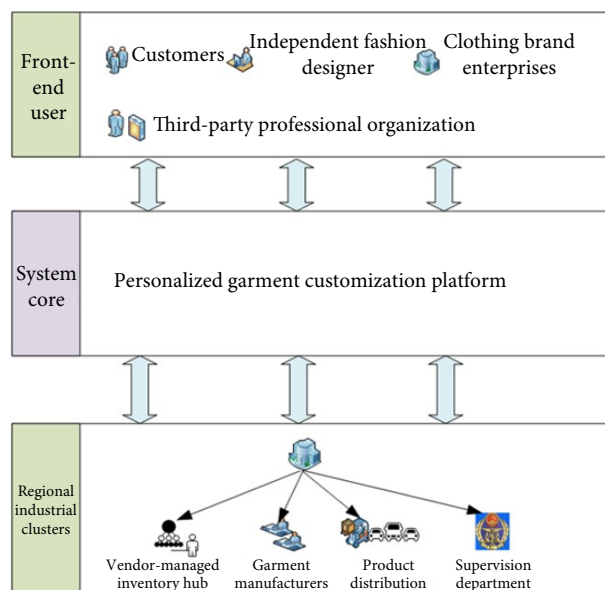 Front-
end
user
Customers
Independent fashion
designer
Clothing brand
enterprises
Third-party professional organization
System
core
Personalized garment customization platform
Regional
industrial
clusters
Vendor-managed
inventory hub
Garment
manufacturers
Product
distribution
Supervision
department